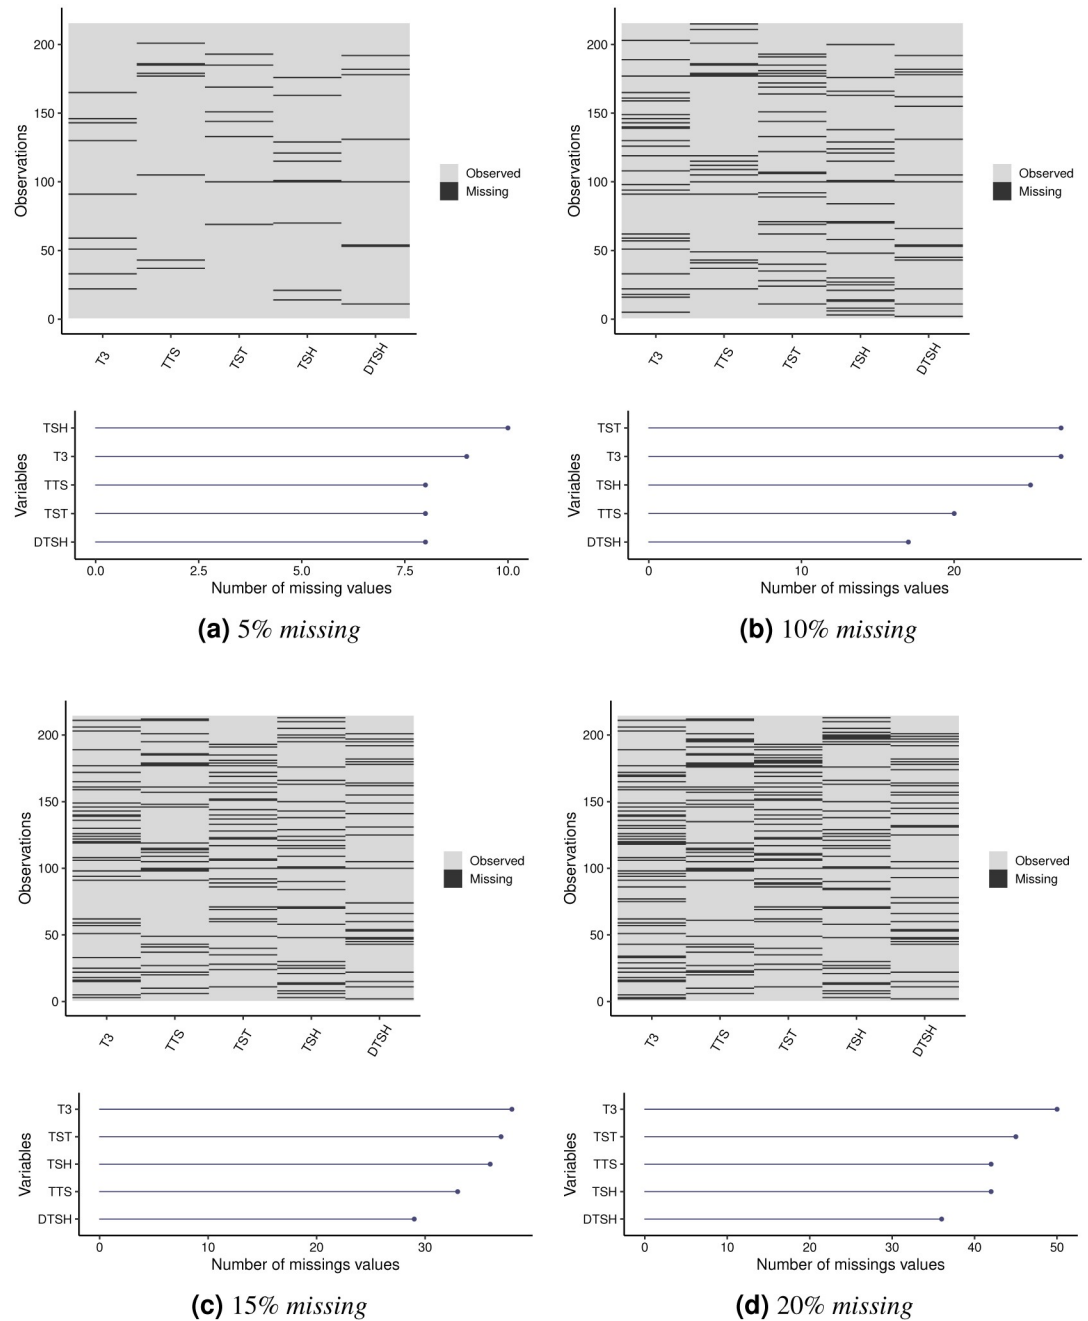 200
150
100
50
0
Observations
T3
TTS
TST
TSH
DTSH
Observed
Missing
TSH
T3
TTS
TST
DTSH
Variables
0.0 2.5 5.0 7.5 10.0
Number of missing values
(a) 5% missing
200
150
100
50
0
Observations
T3
TTS
TST
TSH
DTSH
Observed
Missing
TST
T3
TSH
TTS
DTSH
Variables
0 10 20
Number of missings values
(b) 10% missing
200
150
100
50
0
Observations
T3
TTS
TST
TSH
DTSH
Observed
Missing
T3
TST
TSH
TTS
DTSH
Variables
0 10 20 30
Number of missings values
(c) 15% missing
200
150
100
50
0
Observations
T3
TTS
TST
TSH
DTSH
Observed
Missing
T3
TST
TTS
TSH
DTSH
Variables
0 10 20 30 40 50
Number of missings values
(d) 20% missing